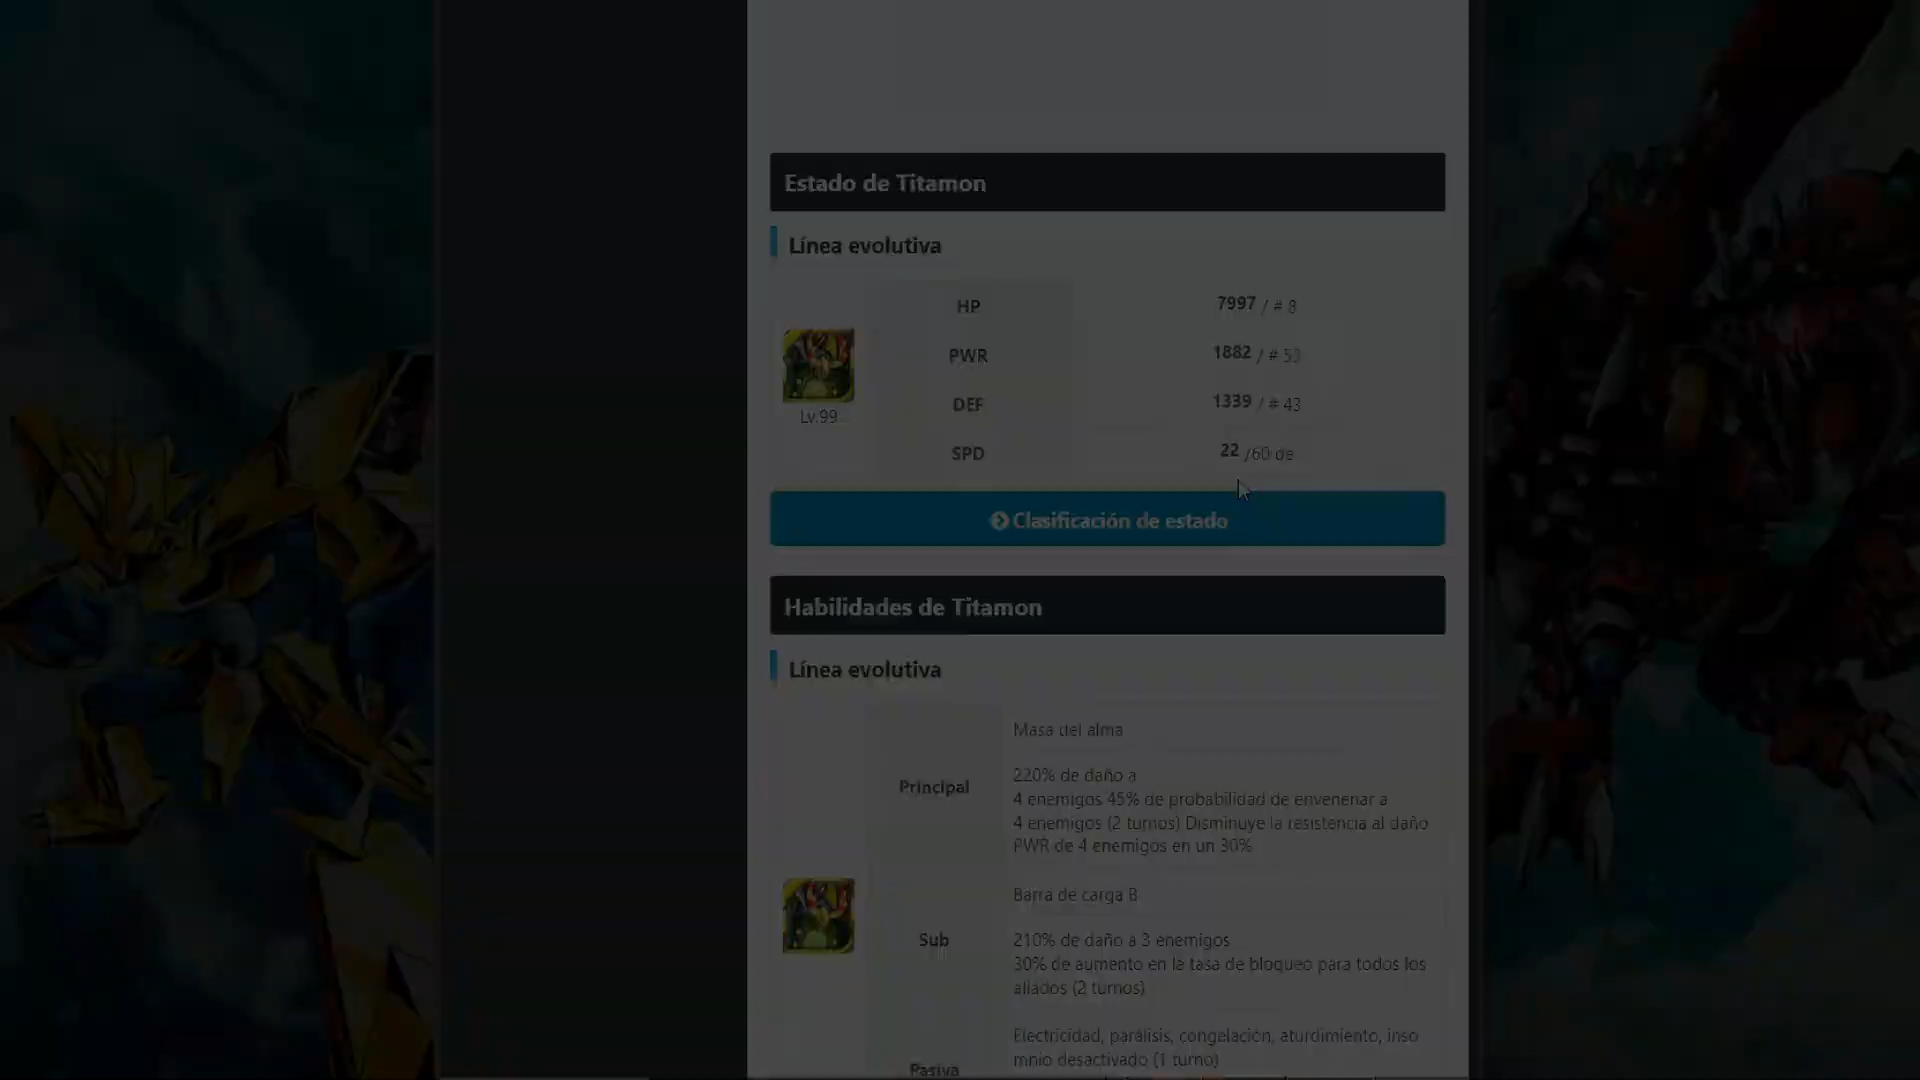 Estado de Titamon
Línea evolutiva
HP
7997 / # 8
PWR
1882 / # 53
DEF
1339 / # 43
SPD
22 /60 de
Lv.99
Clasificación de estado
Habilidades de Titamon
Línea evolutiva
Principal
Masa del alma
220% de daño a
4 enemigos 45% de probabilidad de envenenar a
4 enemigos (2 turnos) Disminuye la resistencia al daño
PWR de 4 enemigos en un 30%
Sub
Barra de carga B
210% de daño a 3 enemigos
30% de aumento en la tasa de bloqueo para todos los
aliados (2 turnos)
Pasiva
Electricidad, parálisis, congelación, aturdimiento, inso
mnio desactivado (1 turno)